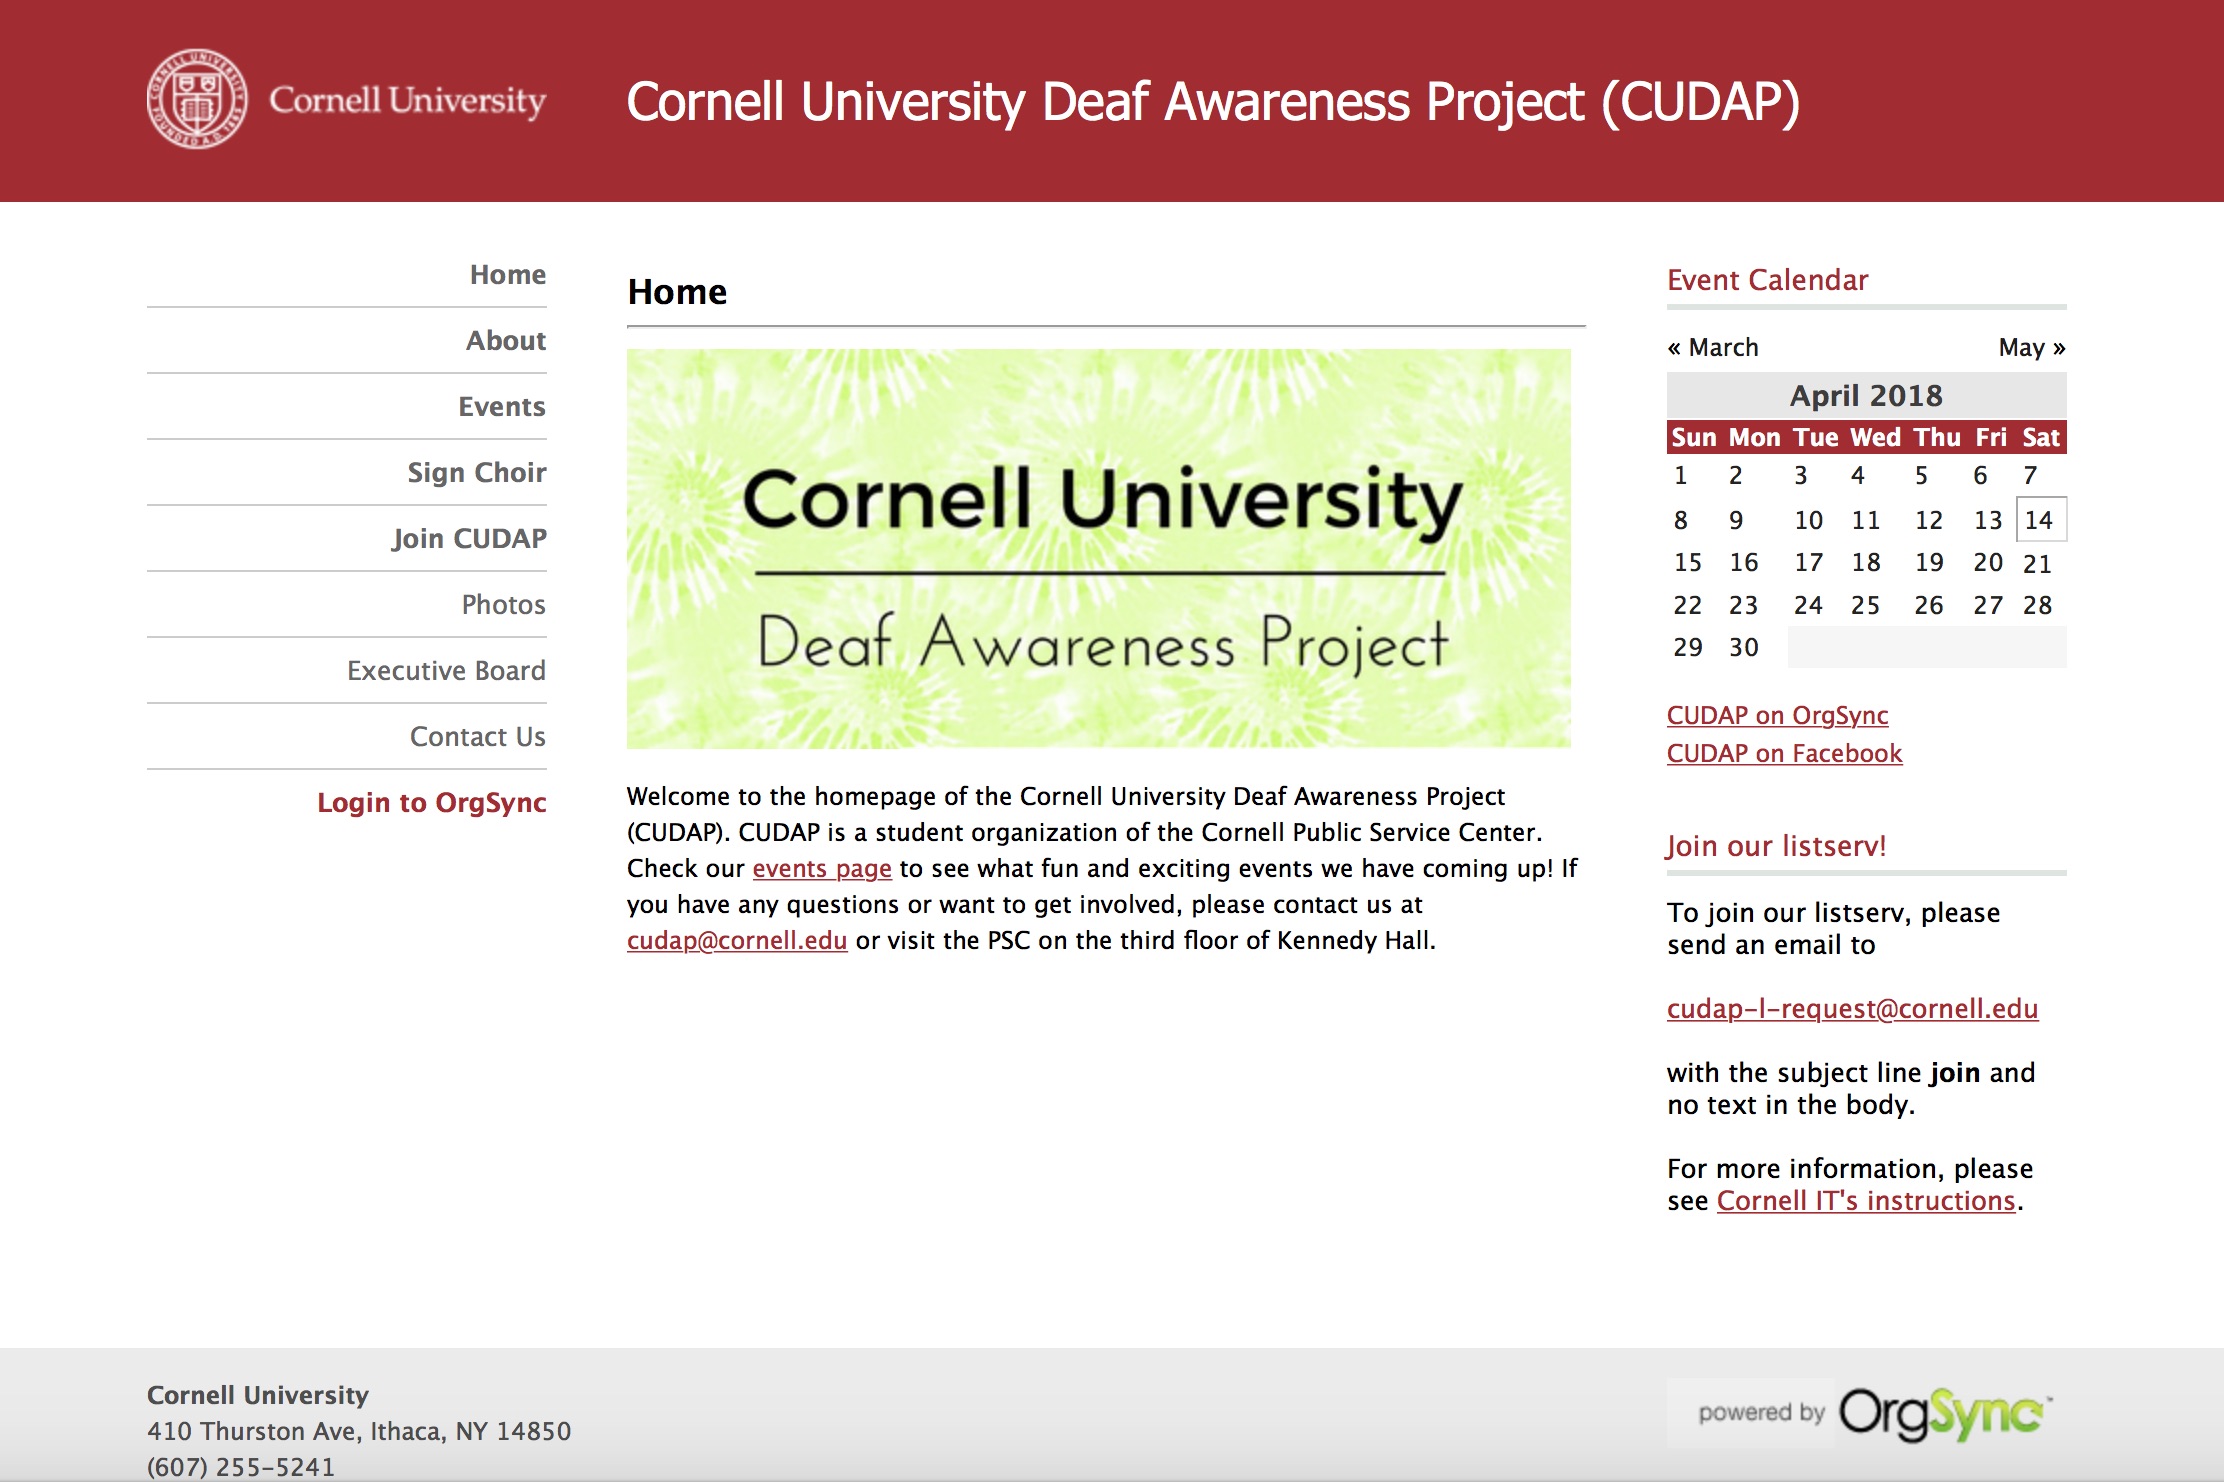 Cornell University
Cornell University Deaf Awareness Project (CUDAP)
Home
About
Events
Sign Choir
Join CUDAP
Photos
Executive Board
Contact Us
Login to OrgSync
Home
Cornell University
Deaf Awareness Project
Welcome to the homepage of the Cornell University Deaf Awareness Project
(CUDAP). CUDAP is a student organization of the Cornell Public Service Center.
Check our events page to see what fun and exciting events we have coming up! If
you have any questions or want to get involved, please contact us at
cudap@cornell.edu or visit the PSC on the third floor of Kennedy Hall.
Event Calendar
« March May »
April 2018
Sun Mon Tue Wed Thu Fri Sat
1 2 3 4 5 6 7
8 9 10 11 12 13 14
15 16 17 18 19 20 21
22 23 24 25 26 27 28
29 30
CUDAP on OrgSync
CUDAP on Facebook
Join our listserv!
To join our listserv, please
send an email to
cudap-l-request@cornell.edu
with the subject line join and
no text in the body.
For more information, please
see Cornell IT's instructions.
Cornell University
410 Thurston Ave, Ithaca, NY 14850
(607) 255-5241
powered by OrgSync™